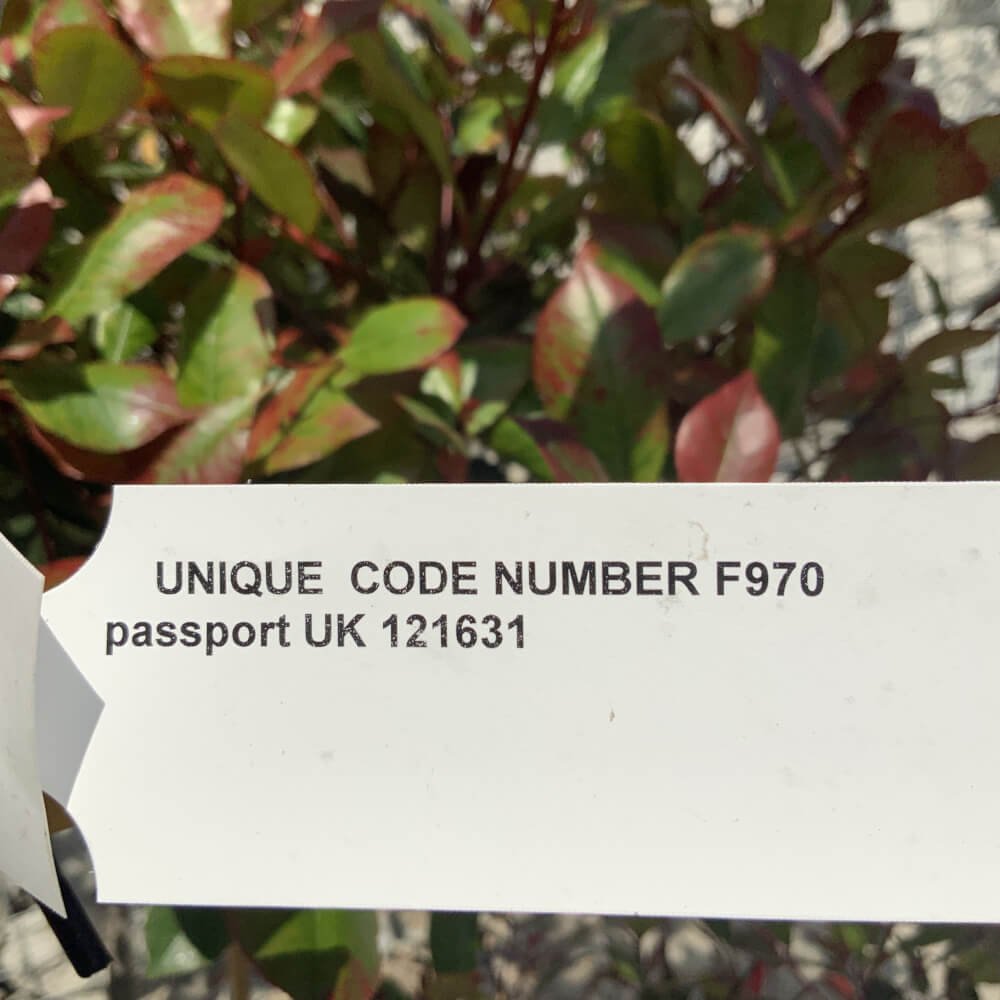 UNIQUE CODE NUMBER F970
passport UK 121631